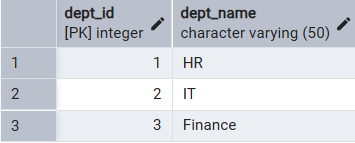 dept_id dept_name
[PK] integer character varying (50)
1 1 HR
2 2 IT
3 3 Finance